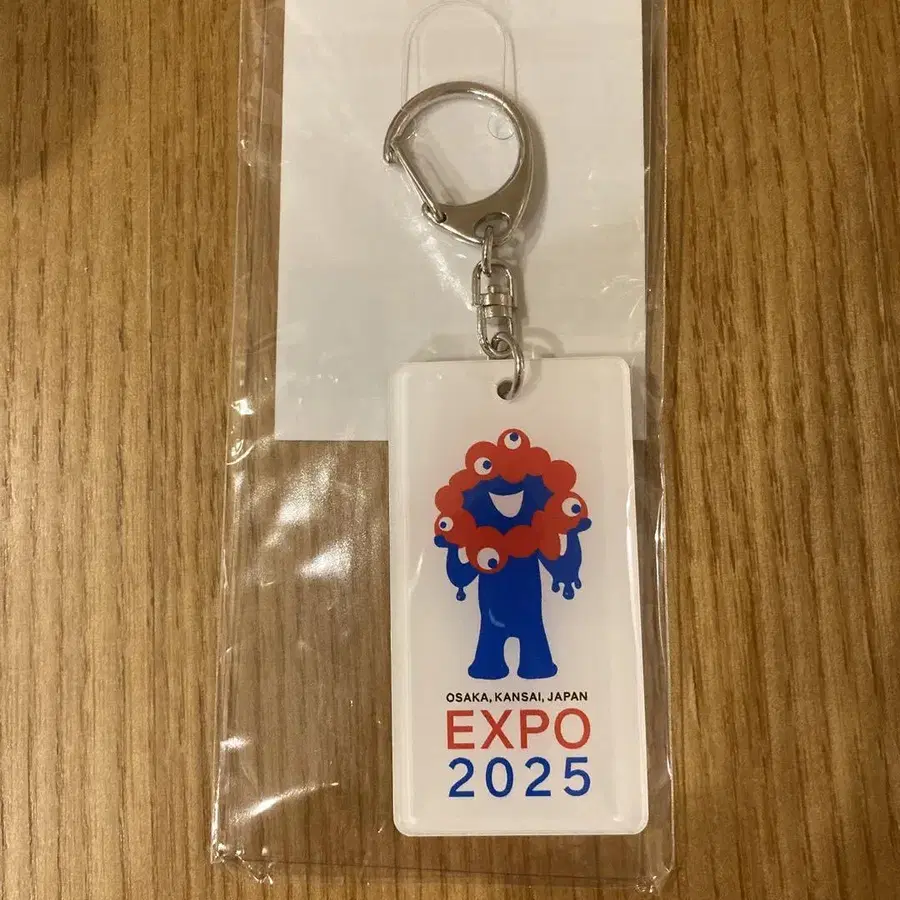 OSAKA, KANSAI, JAPAN
EXPO
2025